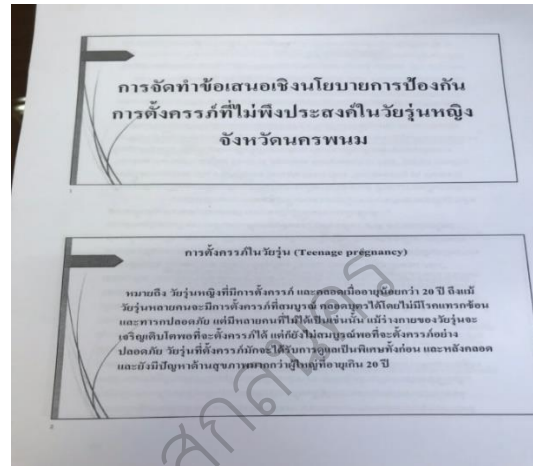 การจัดทำข้อเสนอเชิงนโยบายการป้องกัน
การตั้งครรภ์ที่ไม่พึงประสงค์ในวัยรุ่นหญิง
จังหวัดนครพนม
1
การตั้งครรภ์ในวัยรุ่น (Teenage pregnancy)
หมายถึง วัยรุ่นหญิงที่มีการตั้งครรภ์ และคลอดเมื่ออายุน้อยกว่า 20 ปี ถึงแม้
วัยรุ่นหลายคนจะมีการตั้งครรภ์ที่สมบูรณ์ คลอดบุตรได้โดยไม่มีโรคแทรกซ้อน
และทารกปลอดภัย แต่มีหลายคนที่ไม่ได้เป็นเช่นนั้น แม้ร่างกายของวัยรุ่นจะ
เจริญเติบโตพอที่จะตั้งครรภ์ได้ แต่ก็ยังไม่สมบูรณ์พอที่จะตั้งครรภ์อย่าง
ปลอดภัย วัยรุ่นที่ตั้งครรภ์มักจะได้รับการดูแลเป็นพิเศษทั้งก่อน และหลังคลอด
และยังมีปัญหาด้านสุขภาพมากกว่าผู้ใหญ่ที่อายุเกิน 20 ปี
2
สกลนคร